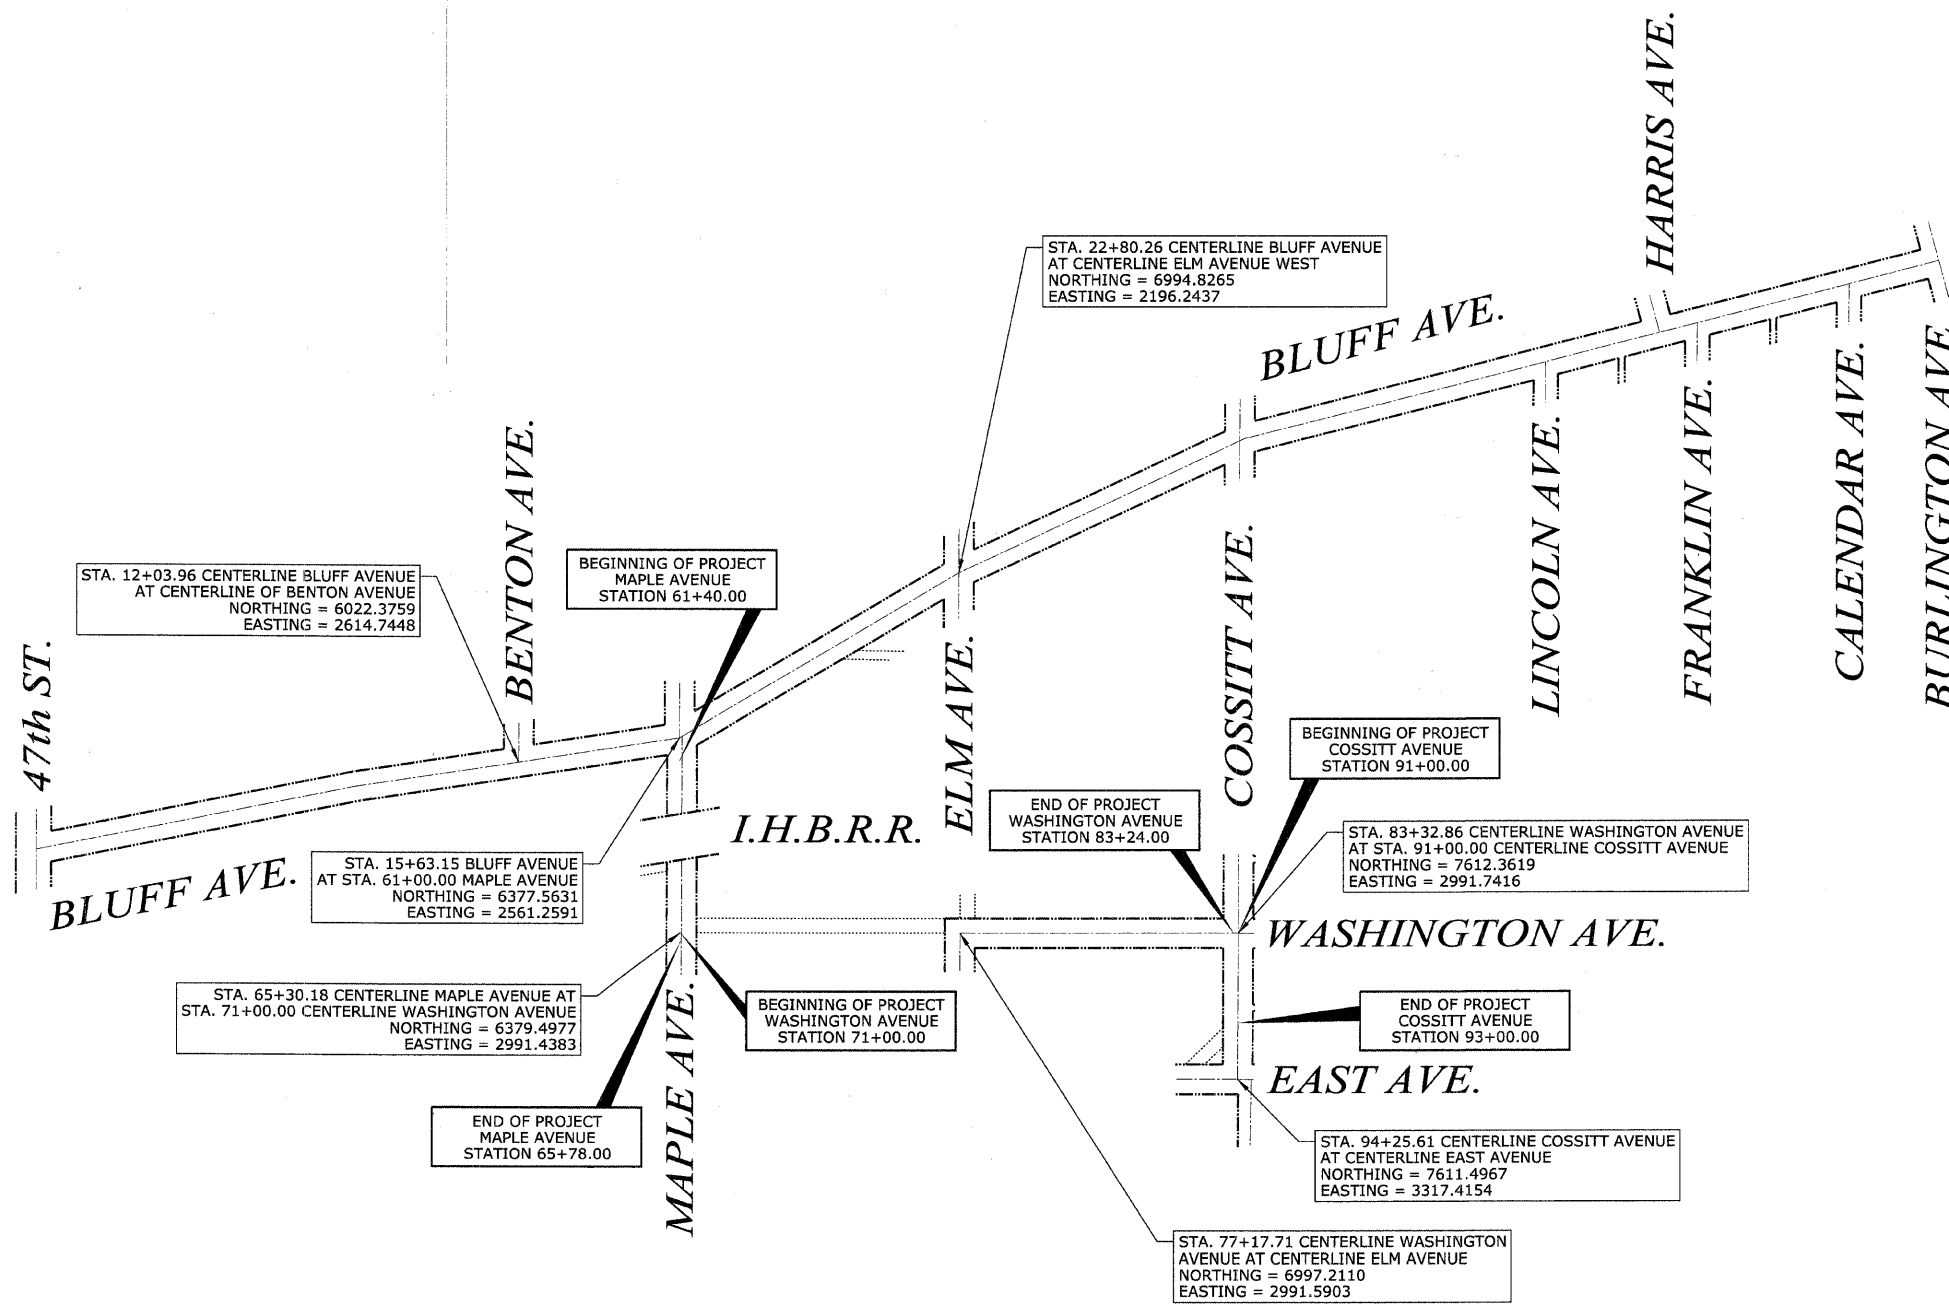 HARRIS AVE.
STA. 22+80.26 CENTERLINE BLUFF AVENUE
AT CENTERLINE ELM AVENUE WEST
NORTHING = 6994.8265
EASTING = 2196.2437
BLUFF AVE.
BENTON AVE.
LINCOLN AVE.
FRANKLIN AVE.
CALENDAR AVE.
BURLINGTON AVE
BEGINNING OF PROJECT
MAPLE AVENUE
STATION 61+40.00
STA. 12+03.96 CENTERLINE BLUFF AVENUE
AT CENTERLINE OF BENTON AVENUE
NORTHING = 6022.3759
EASTING = 2614.7448
47th ST.
ELM AVE.
COSSITT AVE.
BEGINNING OF PROJECT
COSSITT AVENUE
STATION 91+00.00
END OF PROJECT
WASHINGTON AVENUE
STATION 83+24.00
I.H.B.R.R.
STA. 83+32.86 CENTERLINE WASHINGTON AVENUE
AT STA. 91+00.00 CENTERLINE COSSITT AVENUE
NORTHING = 7612.3619
EASTING = 2991.7416
BLUFF AVE.
STA. 15+63.15 BLUFF AVENUE
AT STA. 61+00.00 MAPLE AVENUE
NORTHING = 6377.5631
EASTING = 2561.2591
WASHINGTON AVE.
STA. 65+30.18 CENTERLINE MAPLE AVENUE AT
STA. 71+00.00 CENTERLINE WASHINGTON AVENUE
NORTHING = 6379.4977
EASTING = 2991.4383
BEGINNING OF PROJECT
WASHINGTON AVENUE
STATION 71+00.00
END OF PROJECT
COSSITT AVENUE
STATION 93+00.00
MAPLE AVE.
EAST AVE.
END OF PROJECT
MAPLE AVENUE
STATION 65+78.00
STA. 94+25.61 CENTERLINE COSSITT AVENUE
AT CENTERLINE EAST AVENUE
NORTHING = 7611.4967
EASTING = 3317.4154
STA. 77+17.71 CENTERLINE WASHINGTON
AVENUE AT CENTERLINE ELM AVENUE
NORTHING = 6997.2110
EASTING = 2991.5903